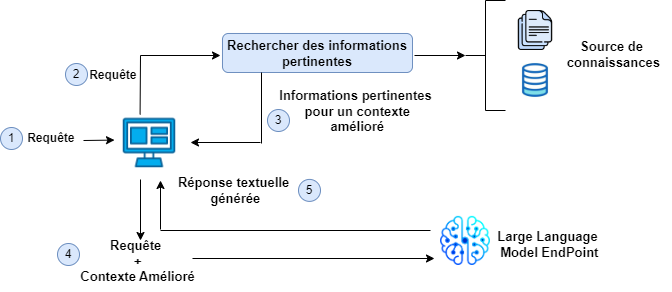 1
Requête
2
Requête
Rechercher des informations
pertinentes
Source de
connaissances
3
Informations pertinentes
pour un contexte
amélioré
Réponse textuelle
générée
5
4
Requête
+
Contexte Amélioré
Large Language
Model EndPoint